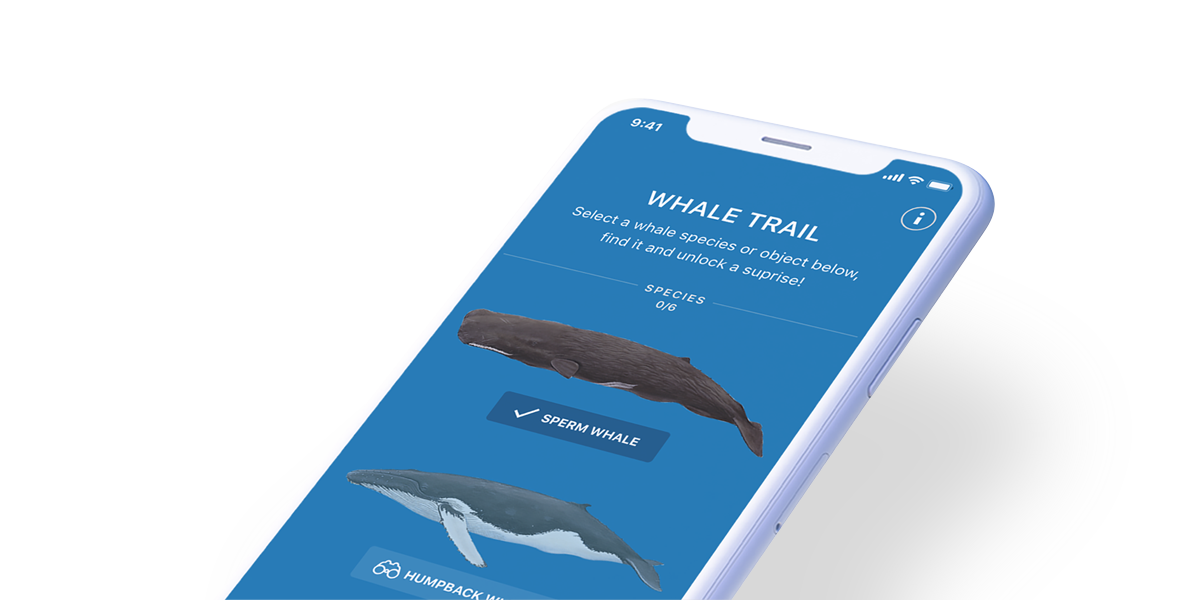 9:41
WHALE TRAIL
Select a whale species or object below,
find it and unlock a suprise!
SPECIES
0/6
SPERM WHALE
HUMPBACK